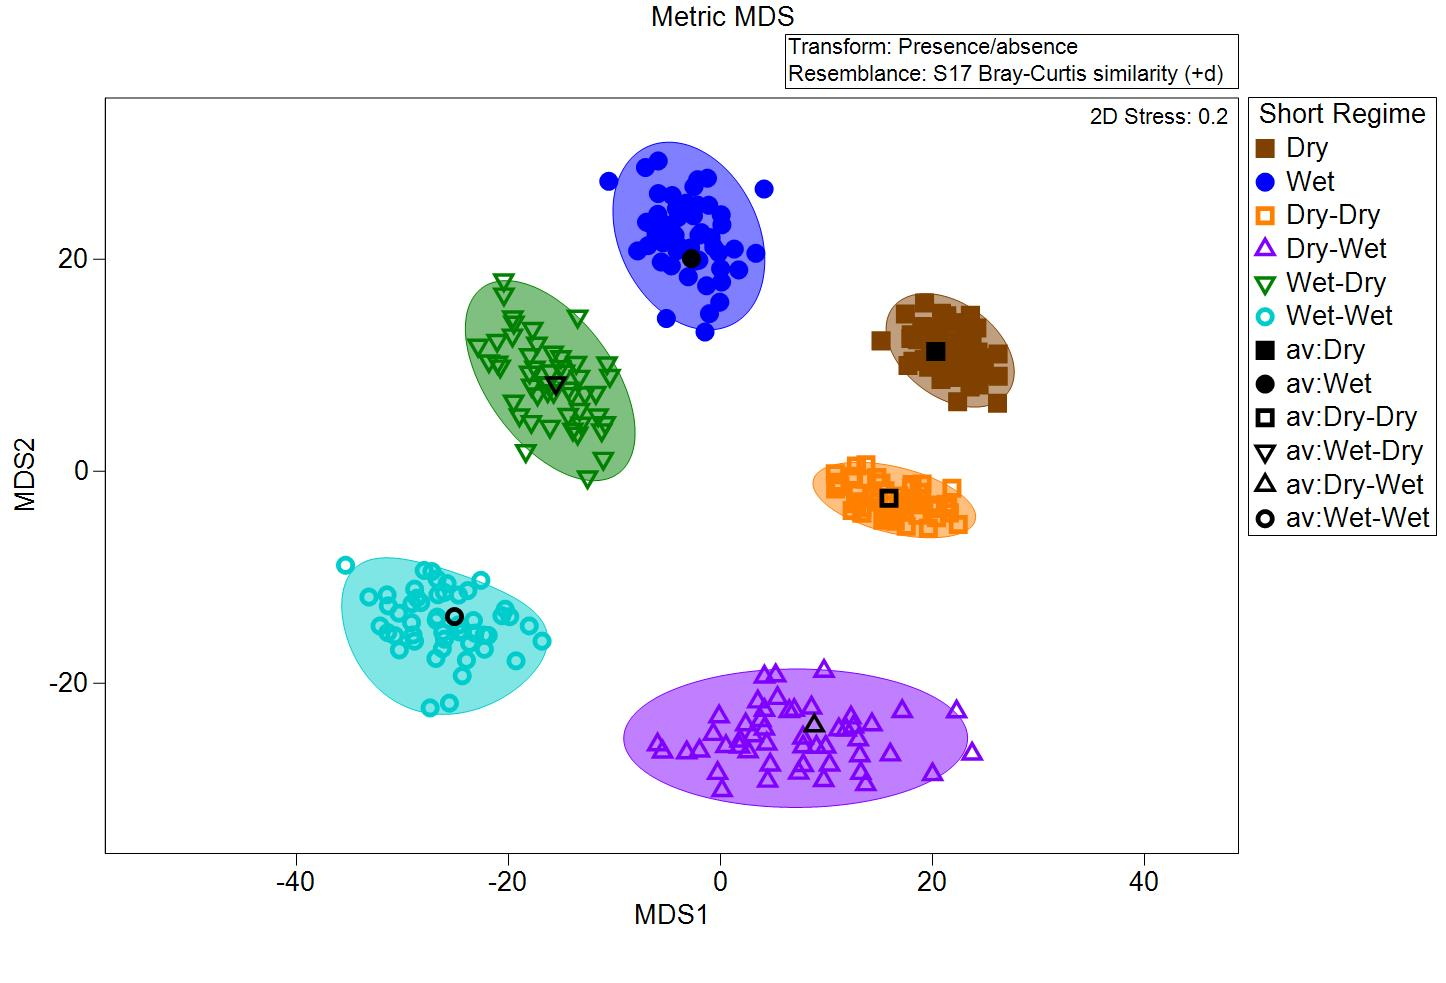 Metric MDS
Transform: Presence/absence
Resemblance: S17 Bray-Curtis similarity (+d)
2D Stress: 0.2
Short Regime
Dry
Wet
Dry-Dry
Dry-Wet
Wet-Dry
Wet-Wet
av:Dry
av:Wet
av:Dry-Dry
av:Wet-Dry
av:Dry-Wet
av:Wet-Wet
20
0
-20
MDS2
-40
-20
0
20
40
MDS1